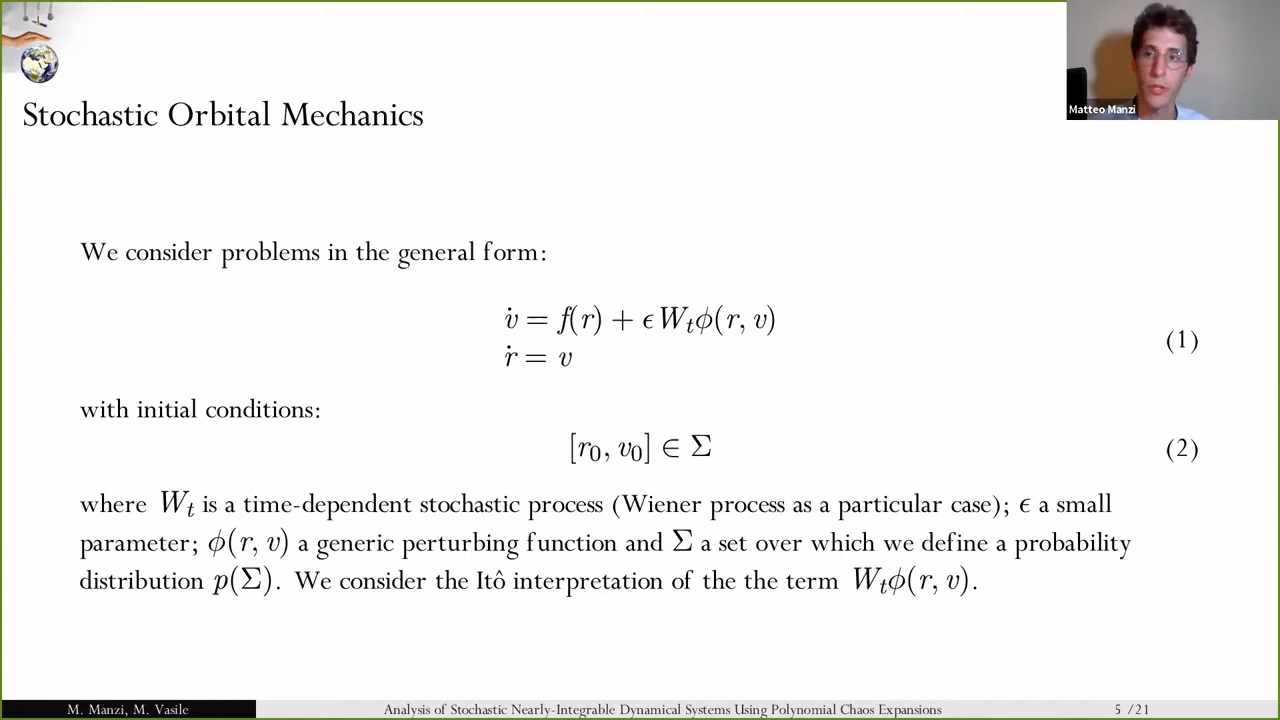 Matteo Manzi
Stochastic Orbital Mechanics
We consider problems in the general form:
v̇ = f(r) + ϵW_tϕ(r, v)
ṙ = v
(1)
with initial conditions:
[r_0, v_0] ∈ Σ
(2)
where W_t is a time-dependent stochastic process (Wiener process as a particular case); ϵ a small
parameter; ϕ(r, v) a generic perturbing function and Σ a set over which we define a probability
distribution p(Σ). We consider the Itô interpretation of the the term W_tϕ(r, v).
M. Manzi, M. Vasile
Analysis of Stochastic Nearly-Integrable Dynamical Systems Using Polynomial Chaos Expansions
5 / 21